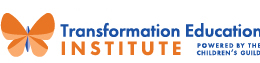 Transformation Education
INSTITUTE
POWERED BY THE
CHILDREN'S GUILD